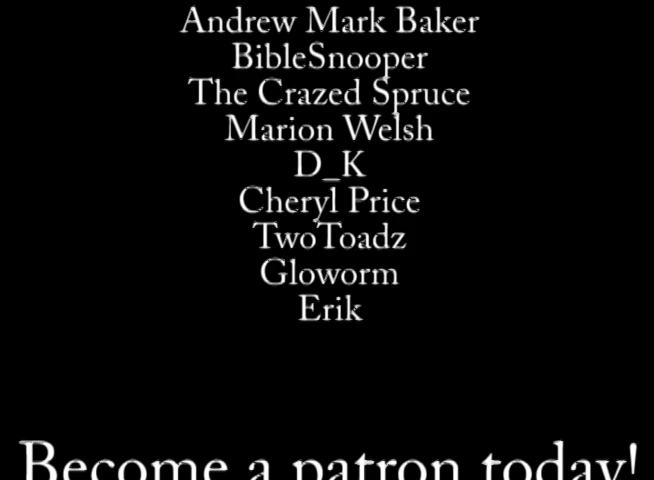 Andrew Mark Baker
BibleSnooper
The Crazed Spruce
Marion Welsh
D_K
Cheryl Price
TwoToadz
Gloworm
Erik
Become a patron today!